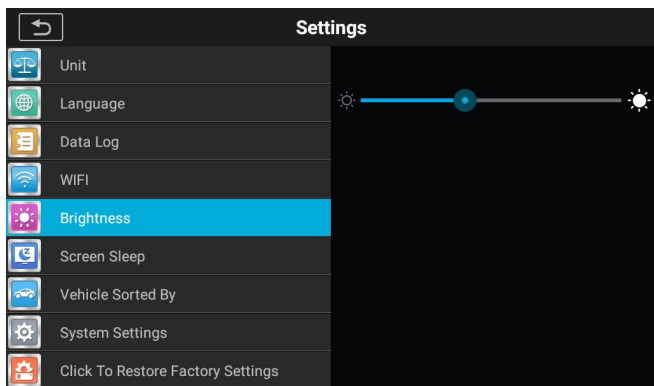 Settings
Unit
Language
Data Log
WIFI
Brightness
Screen Sleep
Vehicle Sorted By
System Settings
Click To Restore Factory Settings